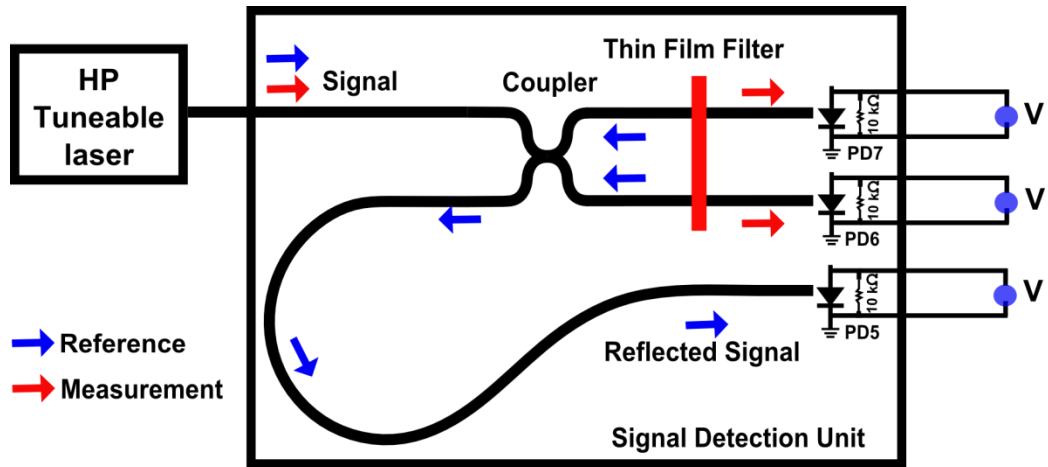 HP
Tuneable
laser
Signal
Coupler
Thin Film Filter
10 kΩ
V
PD7
10 kΩ
V
PD6
10 kΩ
V
PD5
Reflected Signal
Reference
Measurement
Signal Detection Unit